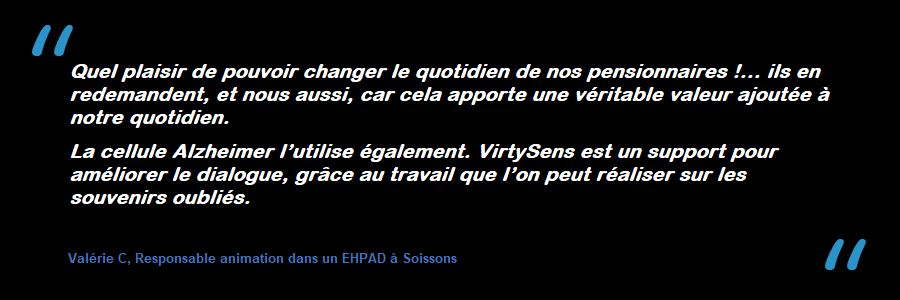 Quel plaisir de pouvoir changer le quotidien de nos pensionnaires !... ils en
redemandent, et nous aussi, car cela apporte une véritable valeur ajoutée à
notre quotidien.
La cellule Alzheimer l’utilise également. VirtySens est un support pour
améliorer le dialogue, grâce au travail que l’on peut réaliser sur les
souvenirs oubliés.
Valérie C, Responsable animation dans un EHPAD à Soissons